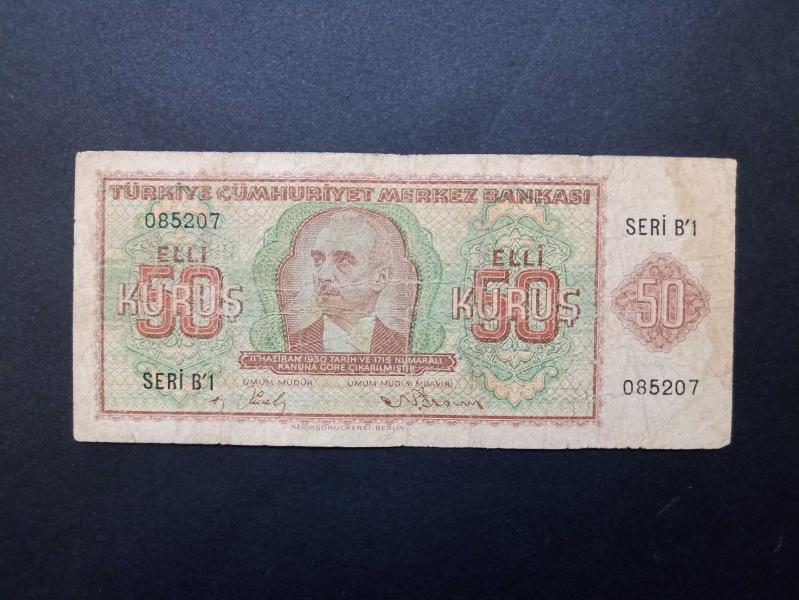 TÜRKİYE CÜMHURİYET MERKEZ BANKASI
085207
SERİ B'1
ELLİ
50
KURUŞ
ELLİ
50
KURUŞ
50
11 HAZİRAN 1930 TARİH VE 1715 NUMARALI
KANUNA GÖRE ÇIKARILMIŞTIR
SERİ B'1
UMUM MÜDÜR
UMUM MÜDÜR MUAVİNİ
085207
REICHSDRUCKEREI BERLIN